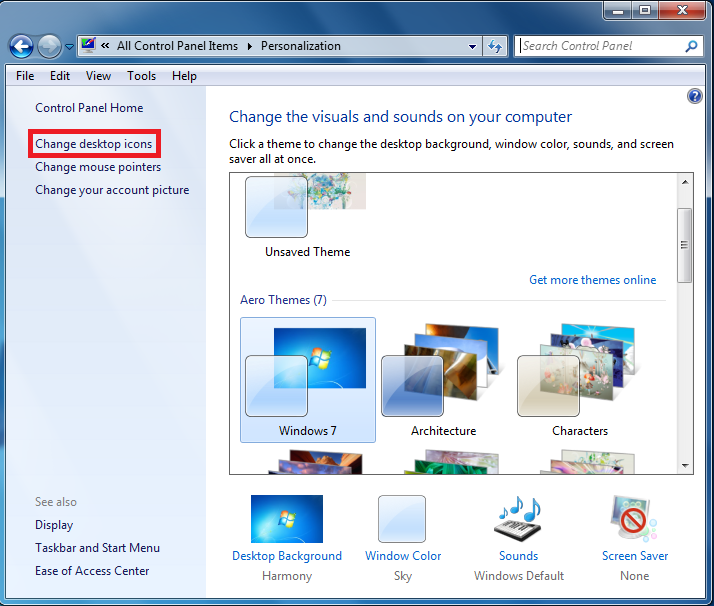 « All Control Panel Items ▸ Personalization
Search Control Panel
File Edit View Tools Help
Control Panel Home
Change desktop icons
Change mouse pointers
Change your account picture
Change the visuals and sounds on your computer
Click a theme to change the desktop background, window color, sounds, and screen
saver all at once.
Unsaved Theme
Get more themes online
Aero Themes (7)
Windows 7
Architecture
Characters
See also
Display
Taskbar and Start Menu
Ease of Access Center
Desktop Background
Harmony
Window Color
Sky
Sounds
Windows Default
Screen Saver
None